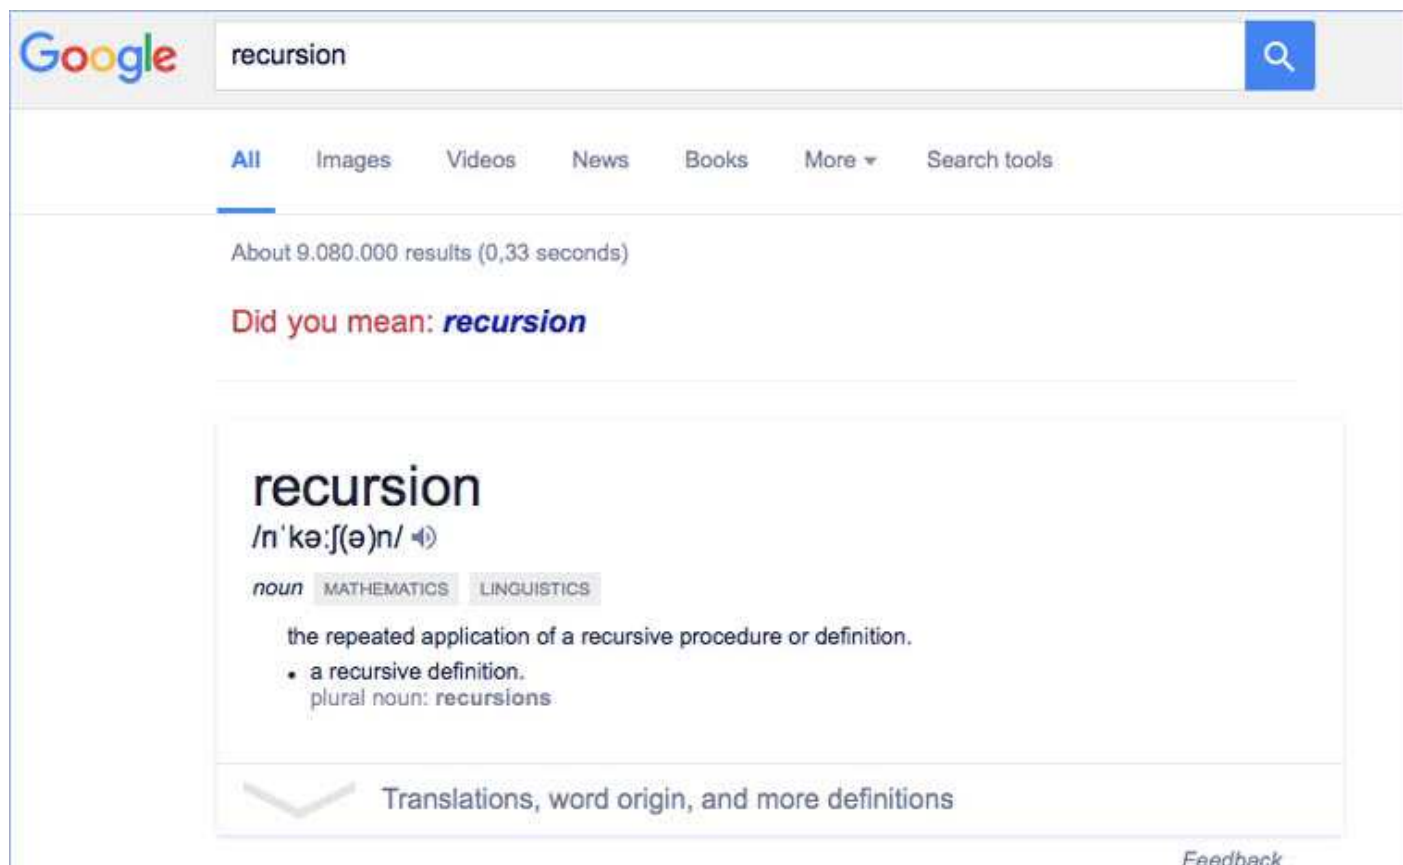 Google recursion
All Images Videos News Books More Search tools
About 9.080.000 results (0,33 seconds)
Did you mean: recursion
recursion
/rɪˈkəːʃ(ə)n/
noun MATHEMATICS LINGUISTICS
the repeated application of a recursive procedure or definition.
• a recursive definition.
plural noun: recursions
Translations, word origin, and more definitions
Feedback